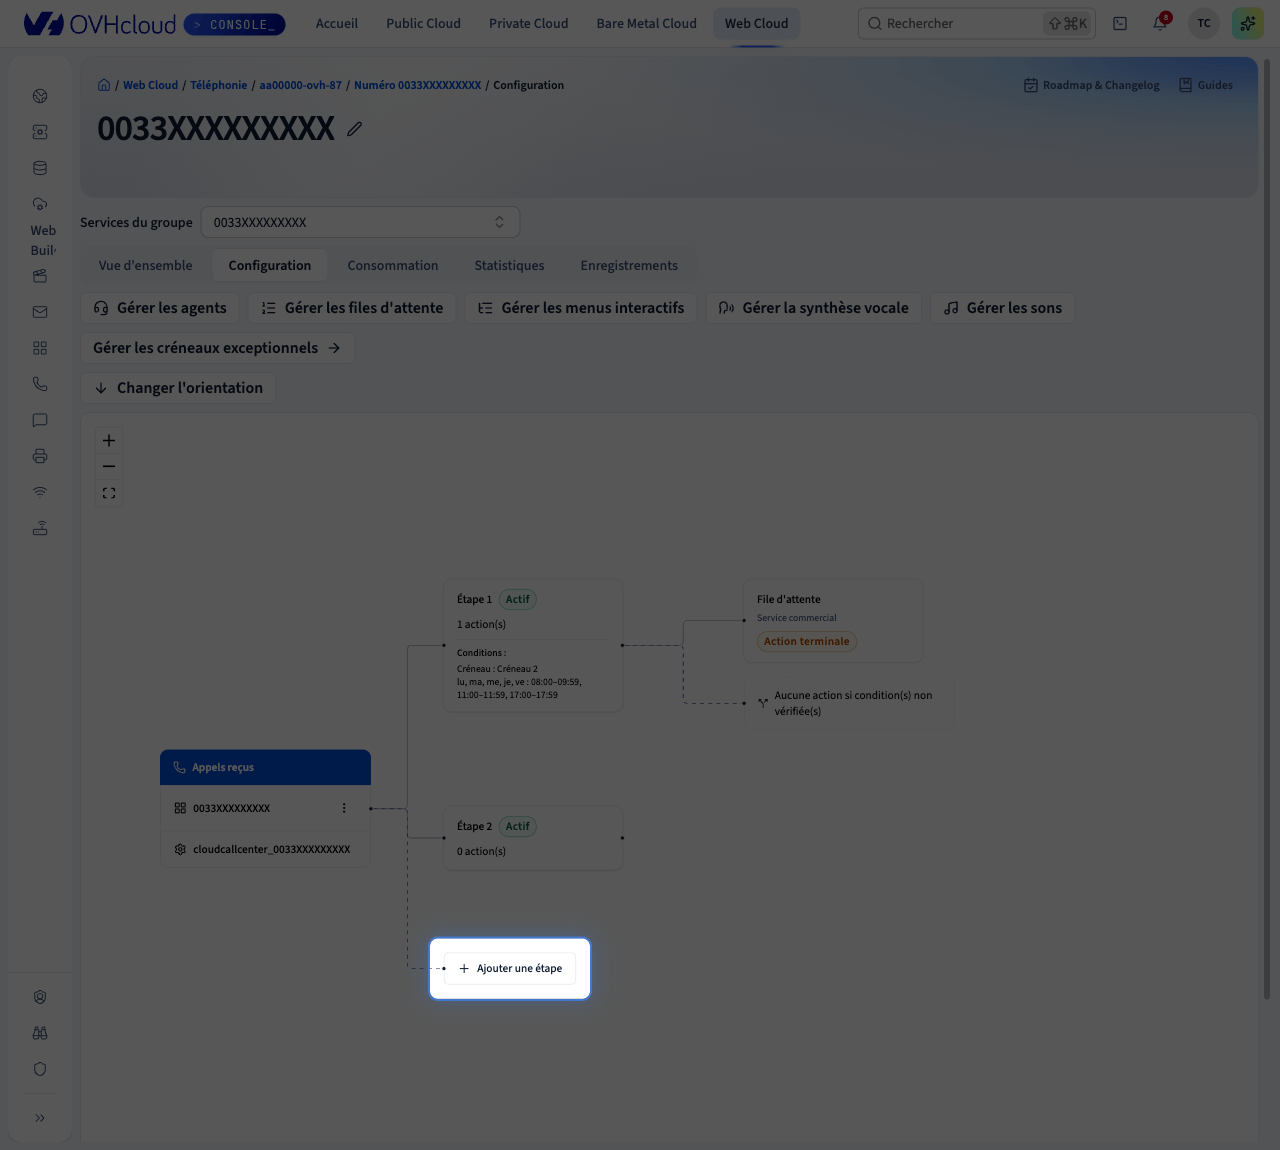 OVHcloud > CONSOLE_ Accueil Public Cloud Private Cloud Bare Metal Cloud Web Cloud Rechercher ⇧⌘K 8 TC
/ Web Cloud / Téléphonie / aa00000-ovh-87 / Numéro 0033XXXXXXXXX / Configuration Roadmap & Changelog Guides
0033XXXXXXXXX
Services du groupe 0033XXXXXXXXX
Web
Buil
Vue d'ensemble Configuration Consommation Statistiques Enregistrements
Gérer les agents Gérer les files d'attente Gérer les menus interactifs Gérer la synthèse vocale Gérer les sons
Gérer les créneaux exceptionnels →
↓ Changer l'orientation
Étape 1 Actif
1 action(s)
Conditions :
Créneau : Créneau 2
lu, ma, me, je, ve : 08:00–09:59,
11:00–11:59, 17:00–17:59
File d'attente
Service commercial
Action terminale
Aucune action si condition(s) non
vérifiée(s)
Appels reçus
0033XXXXXXXXX
cloudcallcenter_0033XXXXXXXXX
Étape 2 Actif
0 action(s)
+ Ajouter une étape